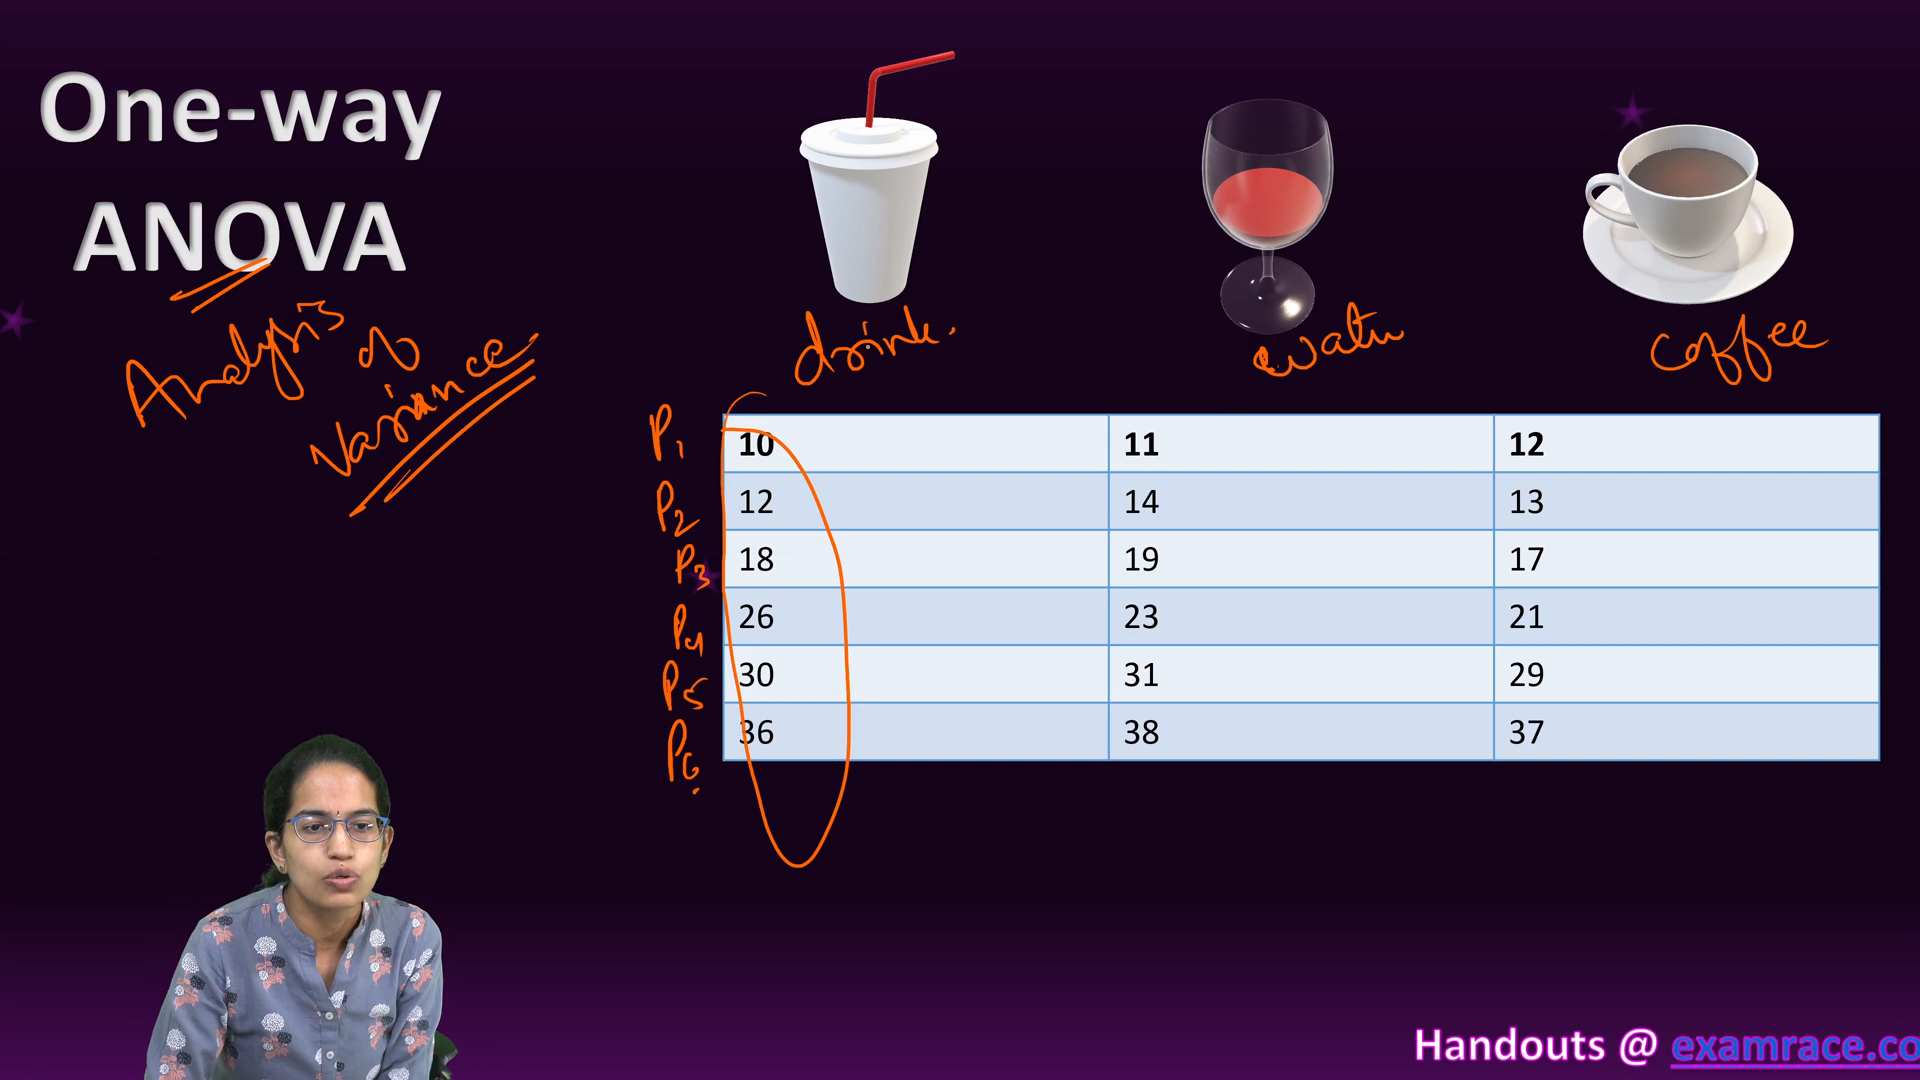 One-way
ANOVA
Analysis
of
Variance
drink.
water
coffee
P1 10 11 12
P2 12 14 13
P3 18 19 17
P4 26 23 21
P5 30 31 29
P6 36 38 37
Handouts @ examrace.co